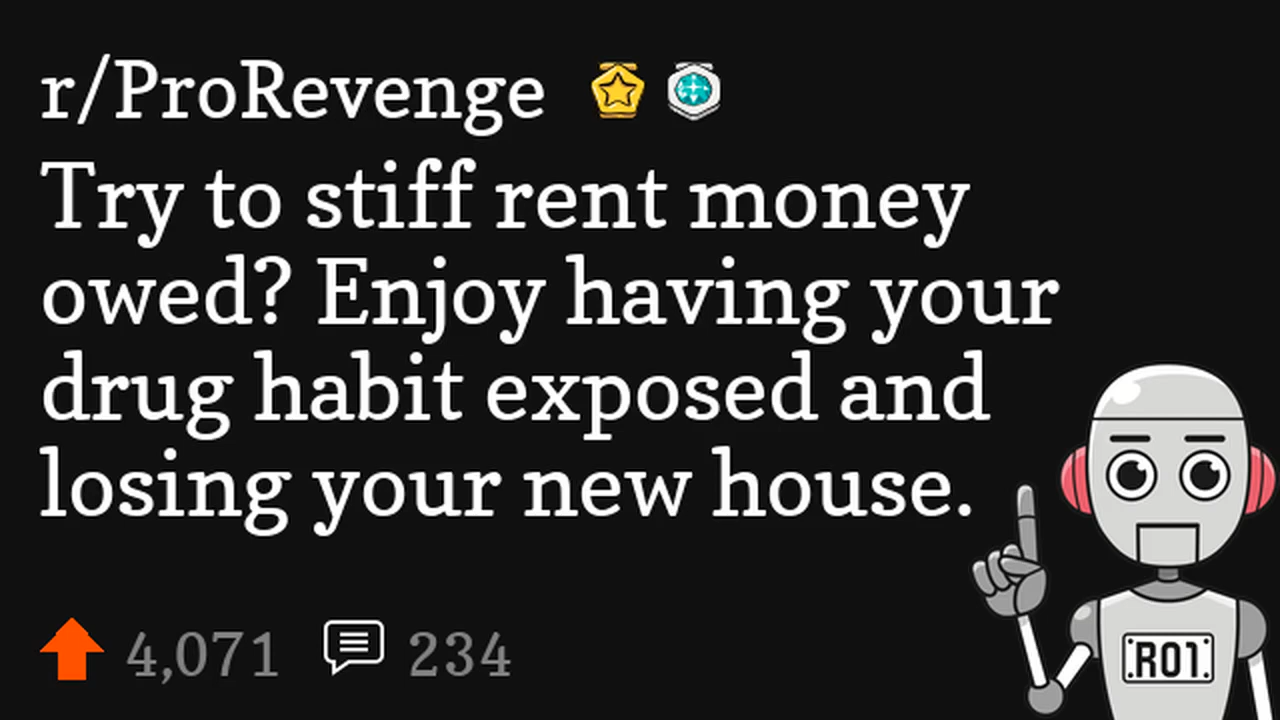 r/ProRevenge
Try to stiff rent money
owed? Enjoy having your
drug habit exposed and
losing your new house.
4,071 234
R01